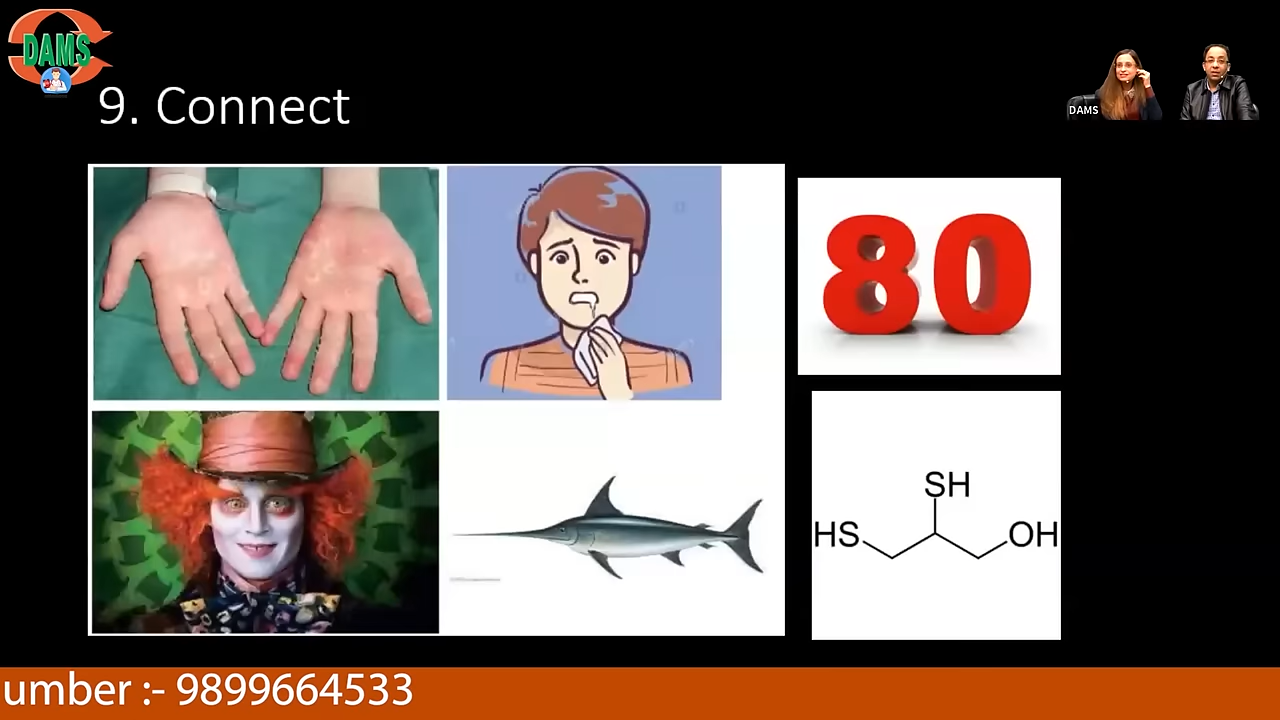 DAMS
9. Connect
DAMS
80
SH
HS
OH
umber :- 9899664533